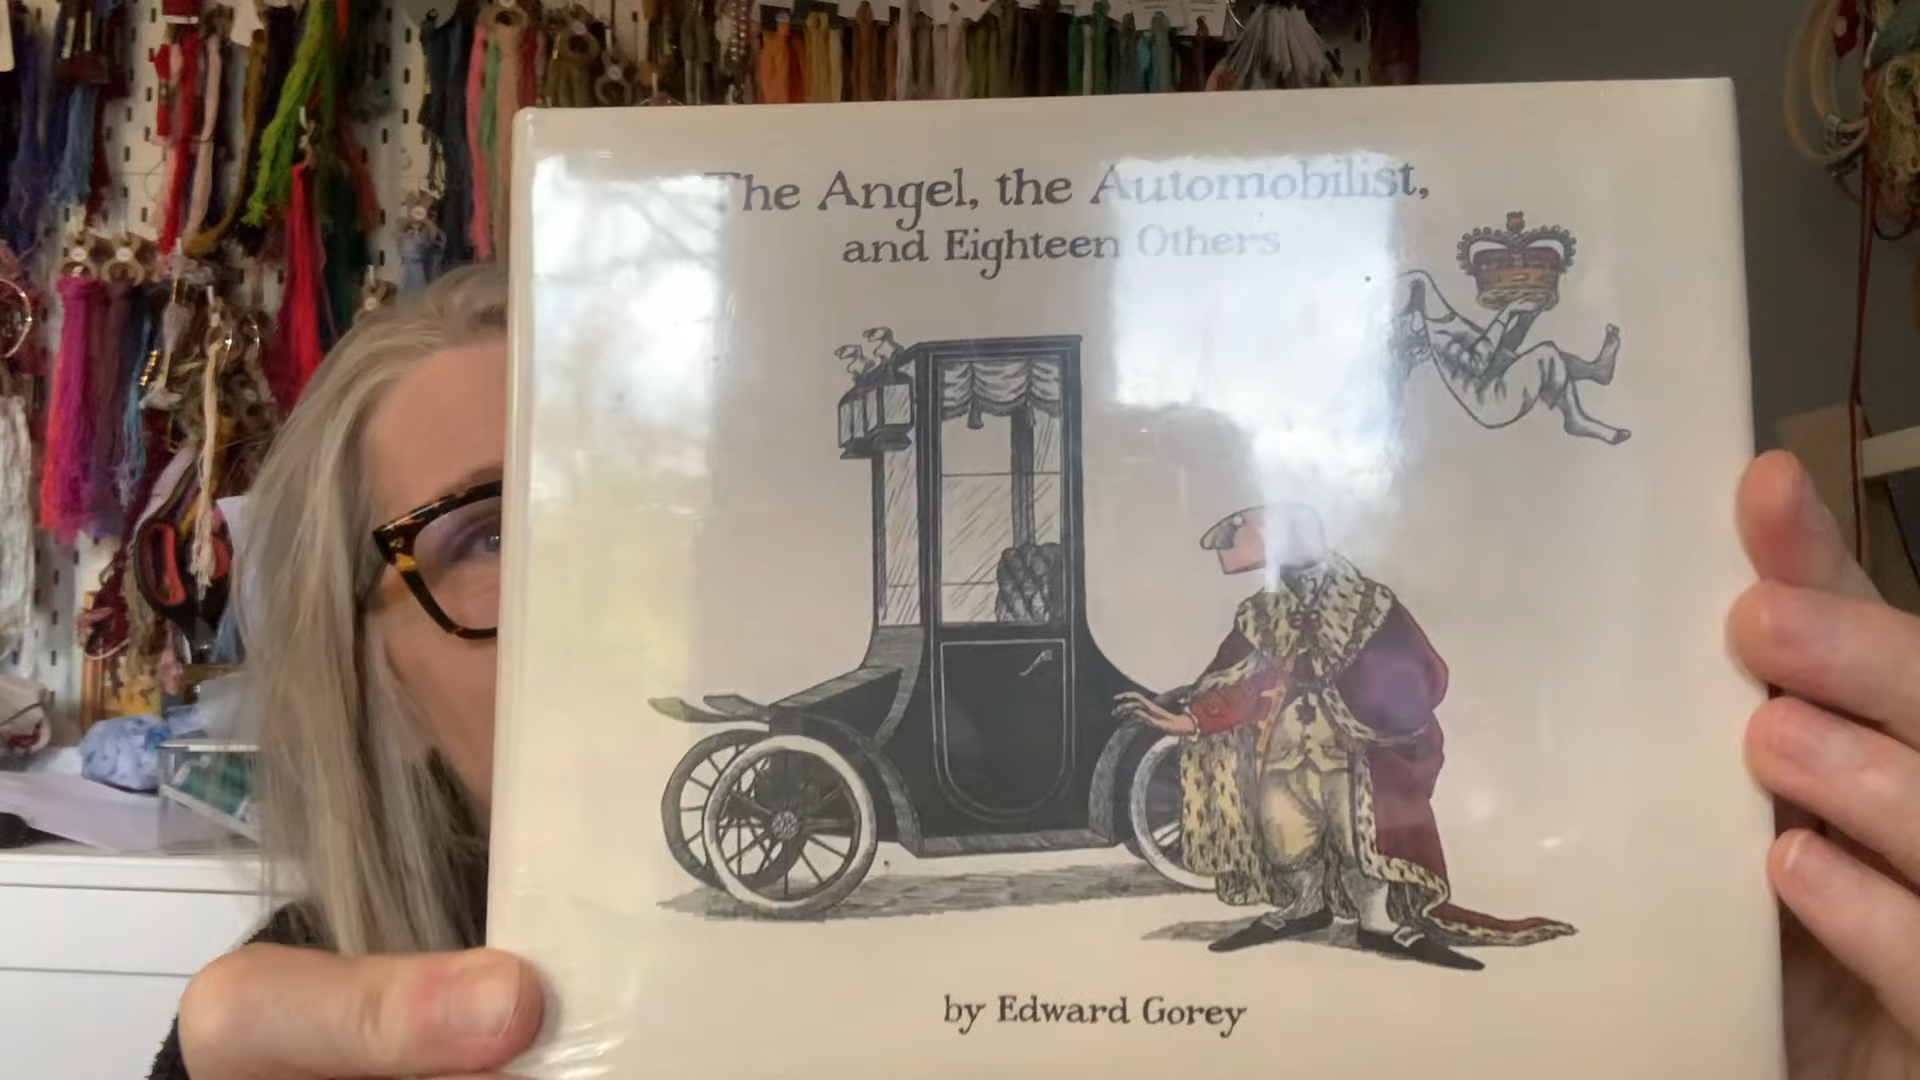 The Angel, the Automobilist,
and Eighteen Others
by Edward Gorey